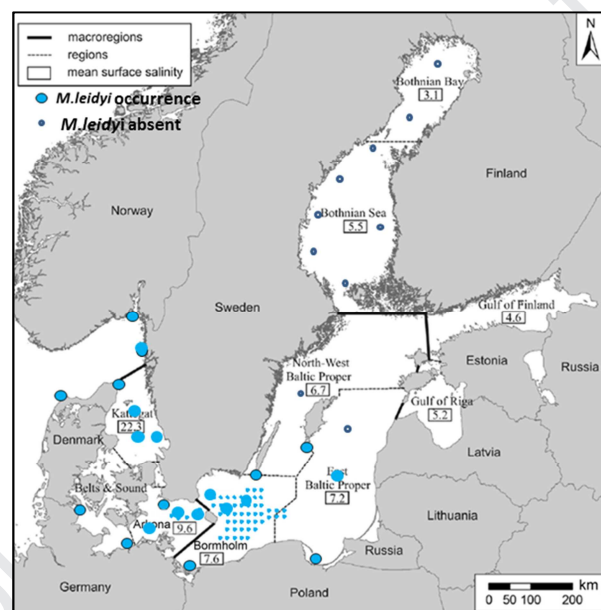 macroregions
regions
mean surface salinity
M.leidyi occurrence
M.leidyi absent
N
Bothnian Bay
3.1
Norway
Finland
Bothnian Sea
5.5
Sweden
Gulf of Finland
4.6
North-West
Baltic Proper
6.7
Estonia
Russia
Kattegat
22.3
Gulf of Riga
5.2
Denmark
Latvia
Belts & Sound
East
Baltic Proper
7.2
Arkona
9.6
Lithuania
Bormholm
7.6
Russia
Germany
Poland
km
0 50 100 200